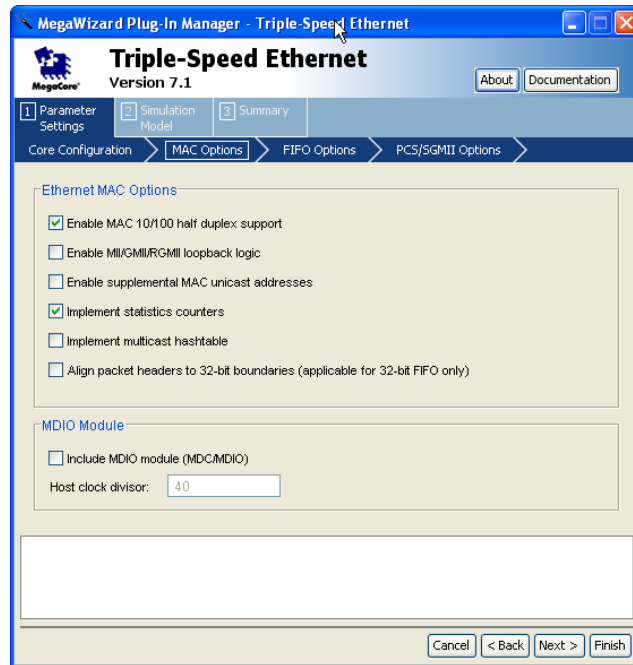 MegaWizard Plug-In Manager - Triple-Speed Ethernet
MegaCore®
Triple-Speed Ethernet
Version 7.1
About
Documentation
1 Parameter Settings
2 Simulation Model
3 Summary
Core Configuration
MAC Options
FIFO Options
PCS/SGMII Options
Ethernet MAC Options
Enable MAC 10/100 half duplex support
Enable MII/GMII/RGMII loopback logic
Enable supplemental MAC unicast addresses
Implement statistics counters
Implement multicast hashtable
Align packet headers to 32-bit boundaries (applicable for 32-bit FIFO only)
MDIO Module
Include MDIO module (MDC/MDIO)
Host clock divisor:
40
Cancel
< Back
Next >
Finish